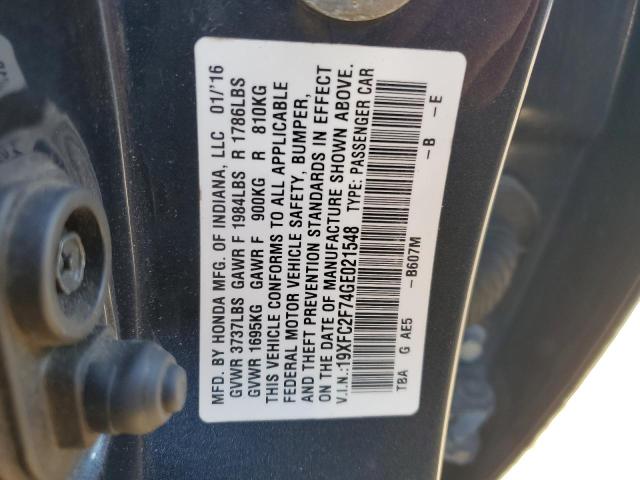 MFD. BY HONDA MFG. OF INDIANA, LLC 01/'16
GVWR 3737LBS GAWR F 1984LBS R 1786LBS
GVWR 1695KG GAWR F 900KG R 810KG
THIS VEHICLE CONFORMS TO ALL APPLICABLE
FEDERAL MOTOR VEHICLE SAFETY, BUMPER,
AND THEFT PREVENTION STANDARDS IN EFFECT
ON THE DATE OF MANUFACTURE SHOWN ABOVE.
V.I.N.:19XFC2F74GE021548 TYPE: PASSENGER CAR
TBA G AE5 -B607M -B -E